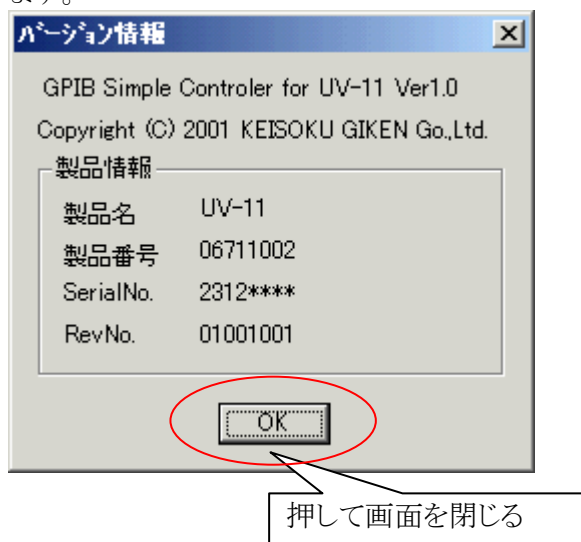 ます。
ﾊﾞｰｼﾞｮﾝ情報
GPIB Simple Controler for UV-11 Ver1.0
Copyright (C) 2001 KEISOKU GIKEN Go.,Ltd.
製品情報
製品名 UV-11
製品番号 06711002
SerialNo. 2312****
RevNo. 01001001
OK
押して画面を閉じる